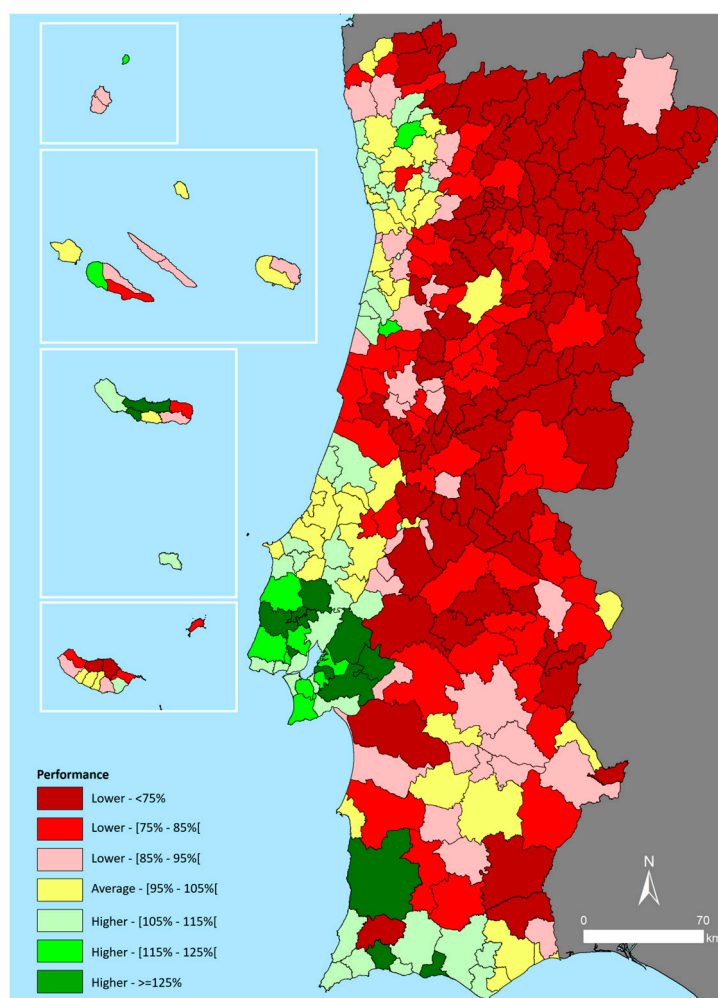 Performance
Lower - <75%
Lower - [75% - 85%[
Lower - [85% - 95%[
Average - [95% - 105%[
Higher - [105% - 115%[
Higher - [115% - 125%[
Higher - >=125%
N
0 70
km